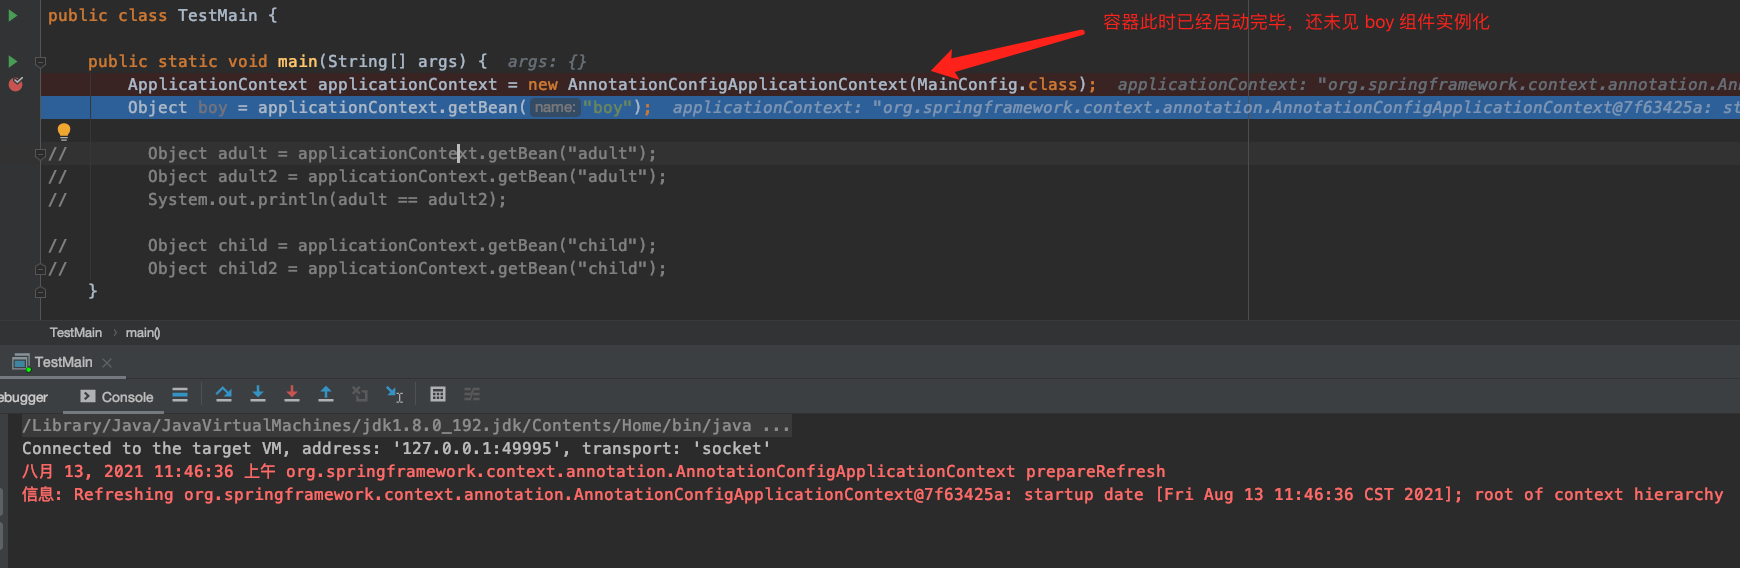 public class TestMain {
容器此时已经启动完毕，还未见 boy 组件实例化
public static void main(String[] args) {  args: {}
ApplicationContext applicationContext = new AnnotationConfigApplicationContext(MainConfig.class);  applicationContext: "org.springframework.context.annotation.Ann
Object boy = applicationContext.getBean( name: "boy");  applicationContext: "org.springframework.context.annotation.AnnotationConfigApplicationContext@7f63425a: st
//        Object adult = applicationContext.getBean("adult");
//        Object adult2 = applicationContext.getBean("adult");
//        System.out.println(adult == adult2);
//        Object child = applicationContext.getBean("child");
//        Object child2 = applicationContext.getBean("child");
}
TestMain › main()
TestMain ×
ebugger Console
/Library/Java/JavaVirtualMachines/jdk1.8.0_192.jdk/Contents/Home/bin/java ...
Connected to the target VM, address: '127.0.0.1:49995', transport: 'socket'
八月 13, 2021 11:46:36 上午 org.springframework.context.annotation.AnnotationConfigApplicationContext prepareRefresh
信息: Refreshing org.springframework.context.annotation.AnnotationConfigApplicationContext@7f63425a: startup date [Fri Aug 13 11:46:36 CST 2021]; root of context hierarchy